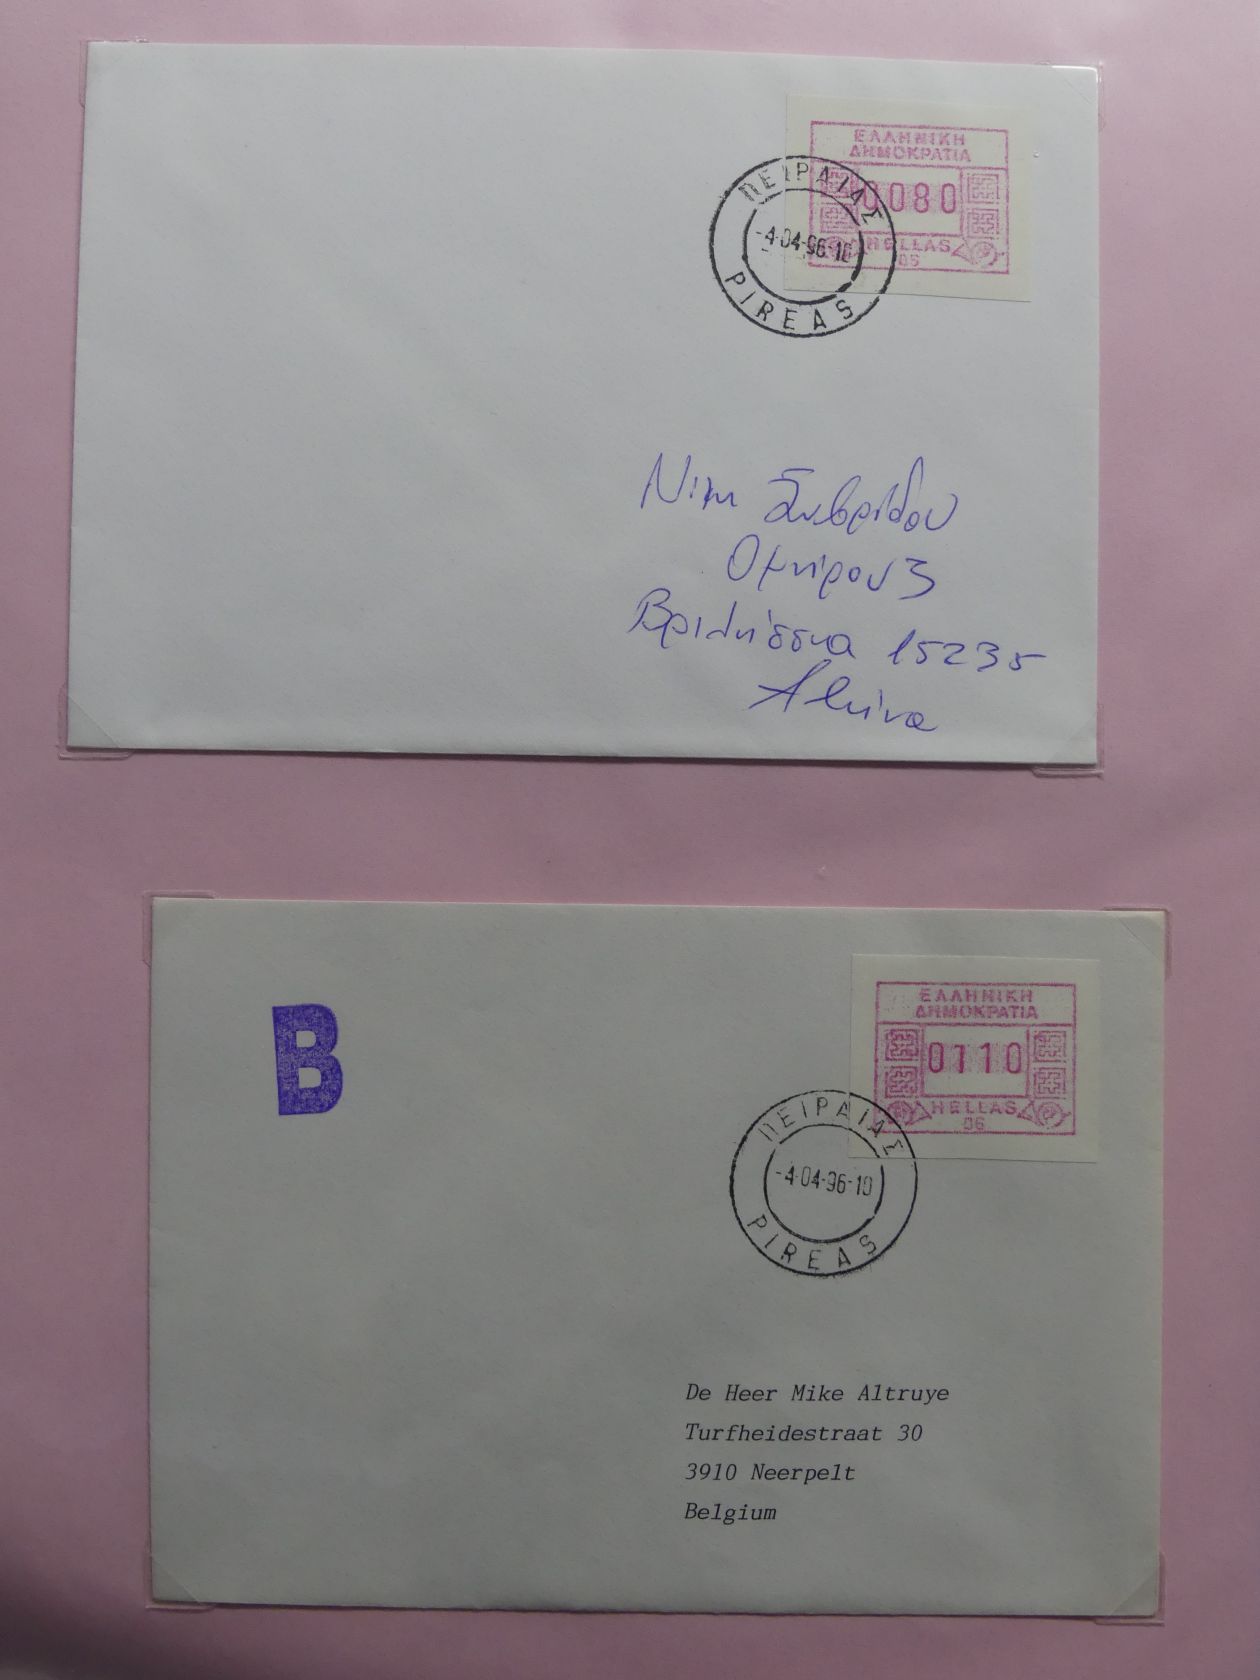 ΕΛΛΗΝΙΚΗ
ΔΗΜΟΚΡΑΤΙΑ
0080
HELLAS
05
ΠΕΙΡΑΙΑΣ
-4-04-96-10
PIREAS
Νίκη
Ομήρου 3
Βριλήσσια 15235
Αθήνα
B
ΕΛΛΗΝΙΚΗ
ΔΗΜΟΚΡΑΤΙΑ
0110
HELLAS
06
ΠΕΙΡΑΙΑΣ
-4-04-96-10
PIREAS
De Heer Mike Altruye
Turfheidestraat 30
3910 Neerpelt
Belgium